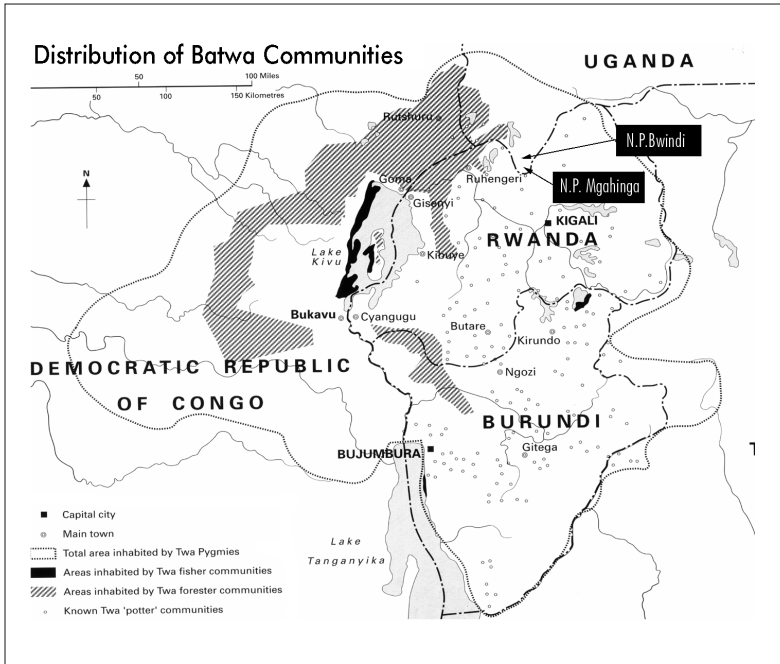 Distribution of Batwa Communities
UGANDA
50 100 Miles
50 100 150 Kilometres
N.P.Bwindi
N.P. Mgahinga
N
Rutshuru
Goma
Ruhengeri
Gisenyi
KIGALI
RWANDA
Lake
Kivu
Kibuye
Bukavu
Cyangugu
Butare
Kirundo
Ngozi
DEMOCRATIC REPUBLIC
OF CONGO
BURUNDI
BUJUMBURA
Gitega
T
Lake
Tanganyika
Capital city
Main town
Total area inhabited by Twa Pygmies
Areas inhabited by Twa fisher communities
Areas inhabited by Twa forester communities
Known Twa 'potter' communities